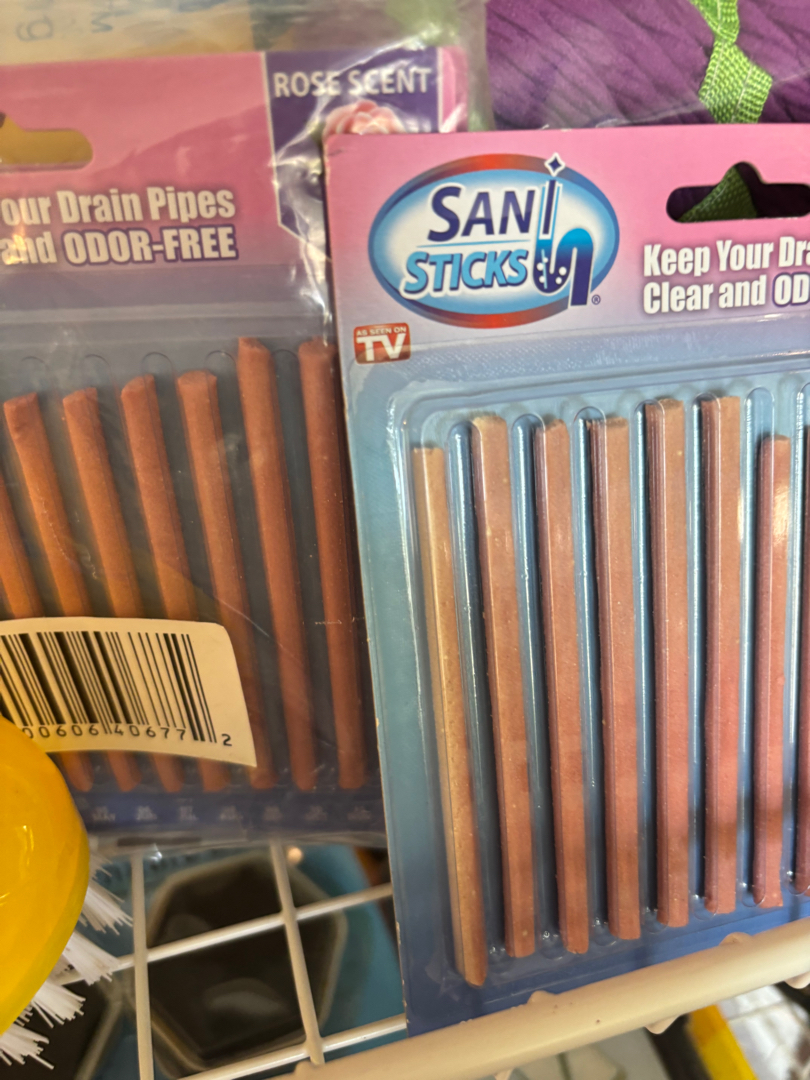 ROSE SCENT
our Drain Pipes
and ODOR-FREE
SANI
STICKS
®
Keep Your Dra
Clear and OD
AS SEEN ON
TV
00606 40677 2